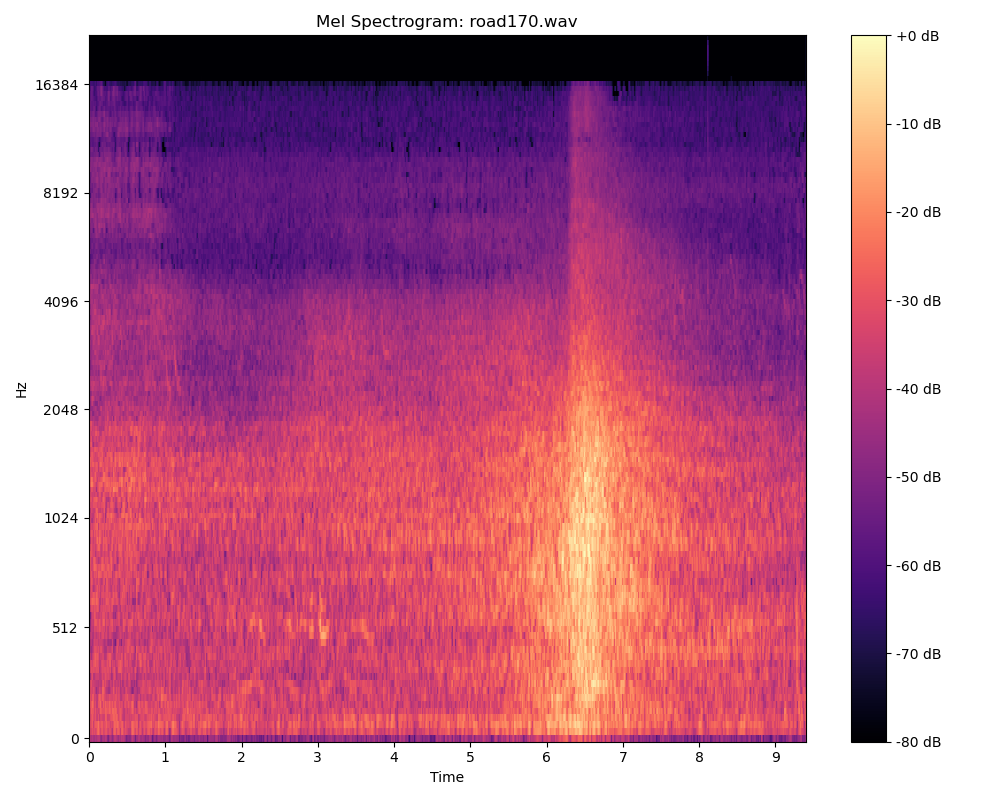 Mel Spectrogram: road170.wav
+0 dB
16384
-10 dB
8192
-20 dB
4096
-30 dB
Hz
2048
-40 dB
-50 dB
1024
-60 dB
512
-70 dB
0
-80 dB
0 1 2 3 4 5 6 7 8 9
Time